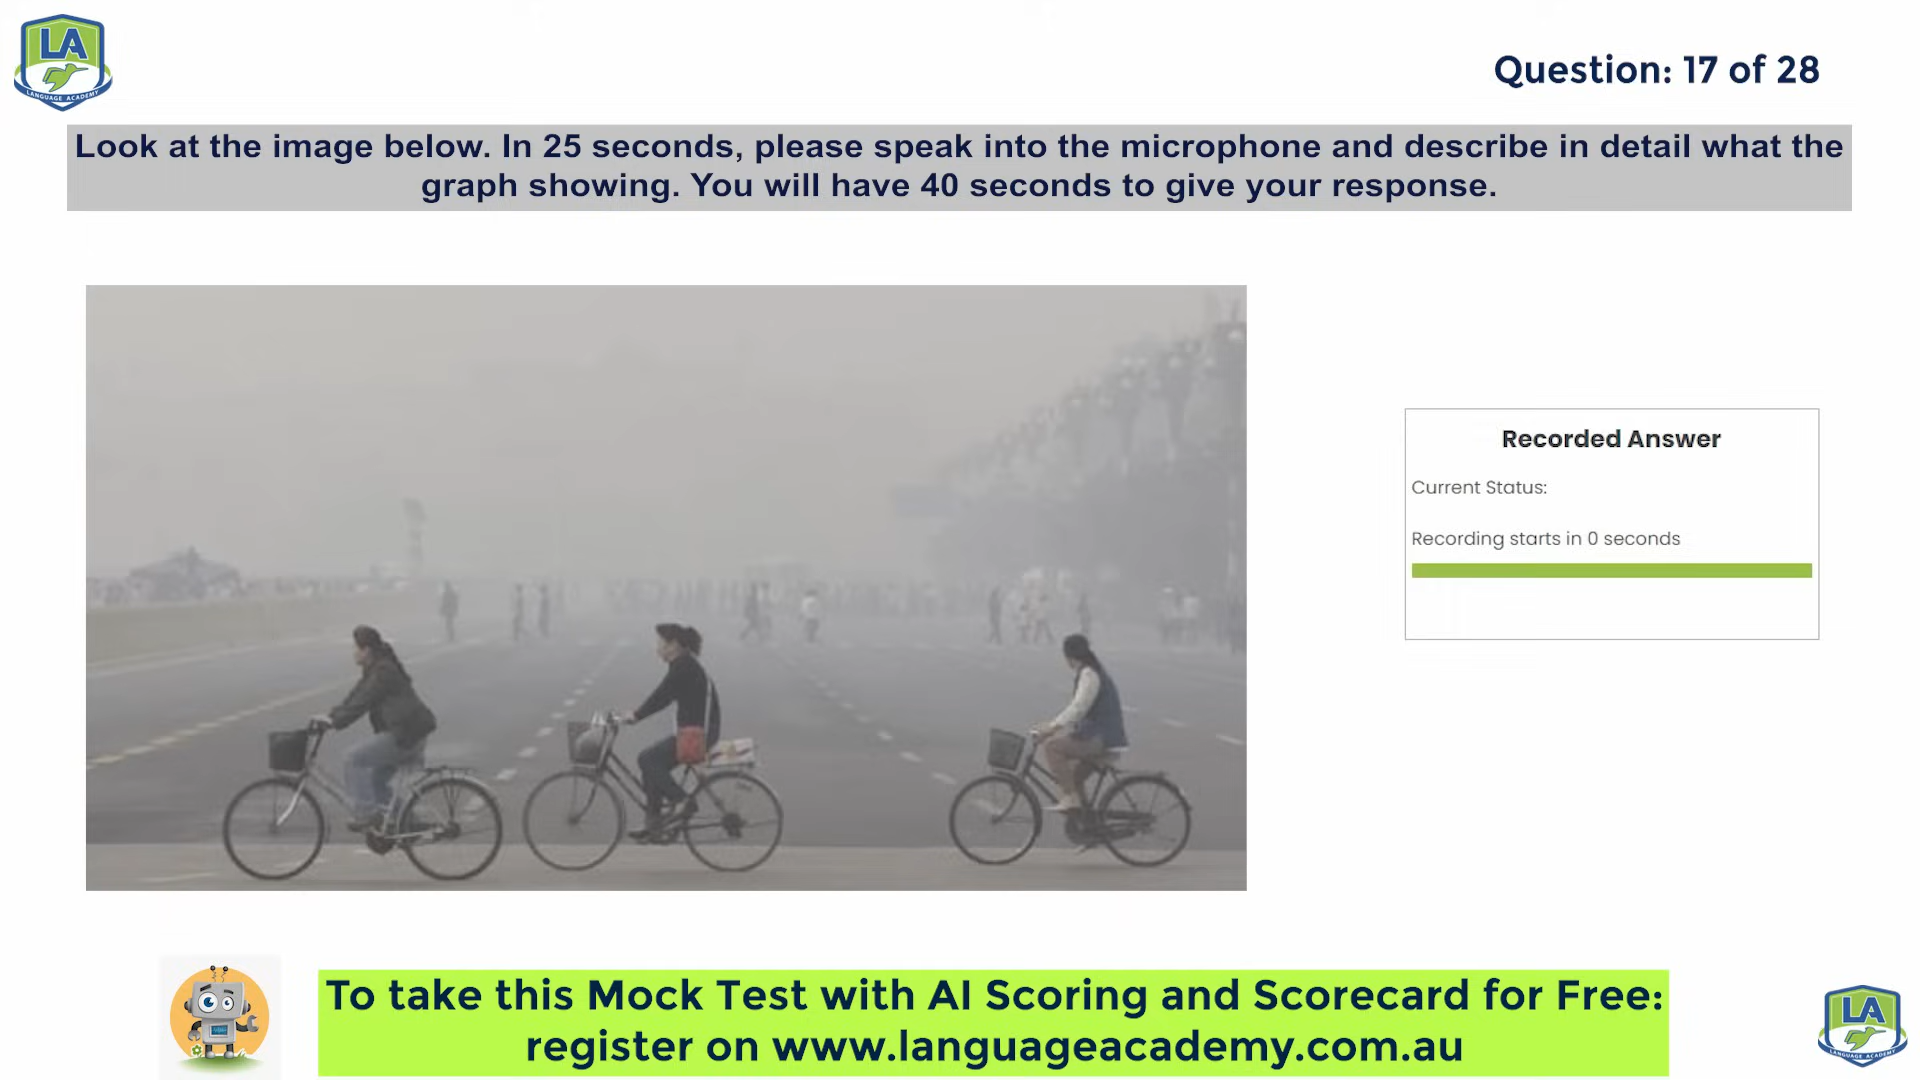 LA
LANGUAGE ACADEMY
Question: 17 of 28
Look at the image below. In 25 seconds, please speak into the microphone and describe in detail what the
graph showing. You will have 40 seconds to give your response.
Recorded Answer
Current Status:
Recording starts in 0 seconds
To take this Mock Test with AI Scoring and Scorecard for Free:
register on www.languageacademy.com.au
LA
LANGUAGE ACADEMY